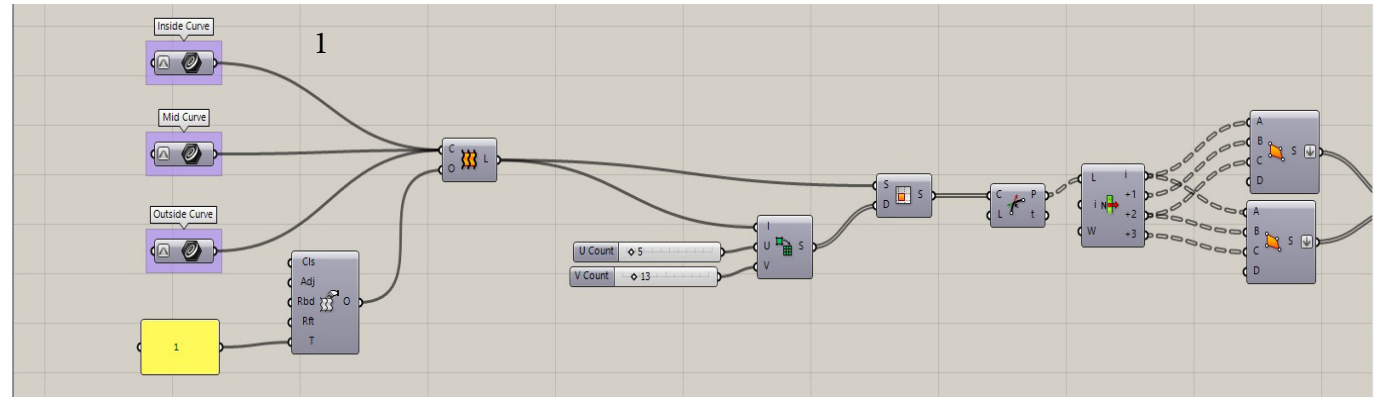 Inside Curve
1
Mid Curve
Outside Curve
C
O
L
Cls
Adj
Rbd
Rft
T
O
1
U Count
5
V Count
13
I
U
V
S
S
D
S
C
L
P
t
L
i
W
i
+1
+2
+3
N
A
B
C
D
S
A
B
C
D
S